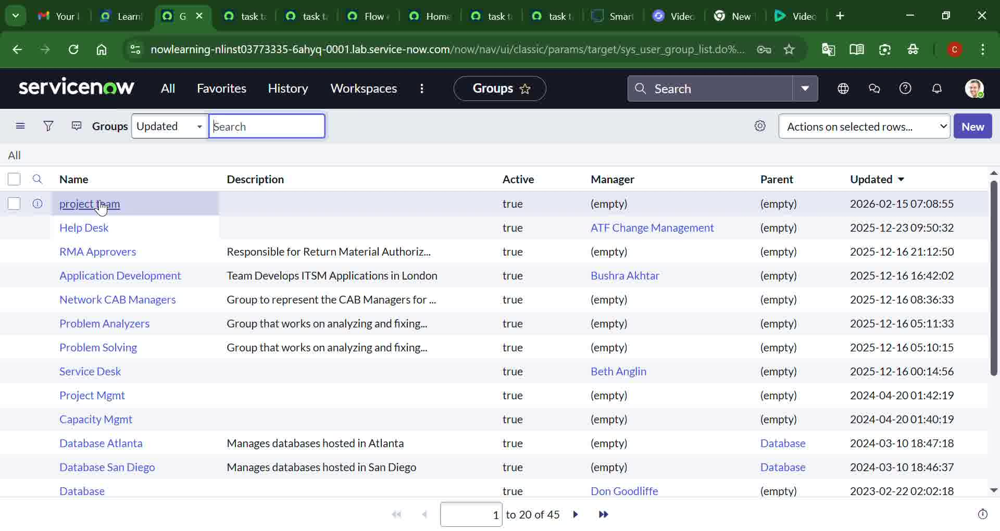 Your
Learni
G
task t
task t
Flow
Home
task t
task t
Smar
Video
New
Video
nowlearning-nlinst03773335-6ahyq-0001.lab.service-now.com/now/nav/ui/classic/params/target/sys_user_group_list.do%...
C
servicenow
All Favorites History Workspaces
Groups
Search
Groups Updated Search
Actions on selected rows...
New
All
Name Description Active Manager Parent Updated
project team true (empty) (empty) 2026-02-15 07:08:55
Help Desk true ATF Change Management (empty) 2025-12-23 09:50:32
RMA Approvers Responsible for Return Material Authoriz... true (empty) (empty) 2025-12-16 21:12:50
Application Development Team Develops ITSM Applications in London true Bushra Akhtar (empty) 2025-12-16 16:42:02
Network CAB Managers Group to represent the CAB Managers for ... true (empty) (empty) 2025-12-16 08:36:33
Problem Analyzers Group that works on analyzing and fixing... true (empty) (empty) 2025-12-16 05:11:33
Problem Solving Group that works on analyzing and fixing... true (empty) (empty) 2025-12-16 05:10:15
Service Desk true Beth Anglin (empty) 2025-12-16 00:14:56
Project Mgmt true (empty) (empty) 2024-04-20 01:42:19
Capacity Mgmt true (empty) (empty) 2024-04-20 01:40:19
Database Atlanta Manages databases hosted in Atlanta true (empty) Database 2024-03-10 18:47:18
Database San Diego Manages databases hosted in San Diego true (empty) Database 2024-03-10 18:46:37
Database true Don Goodliffe (empty) 2023-02-22 02:02:18
1 to 20 of 45